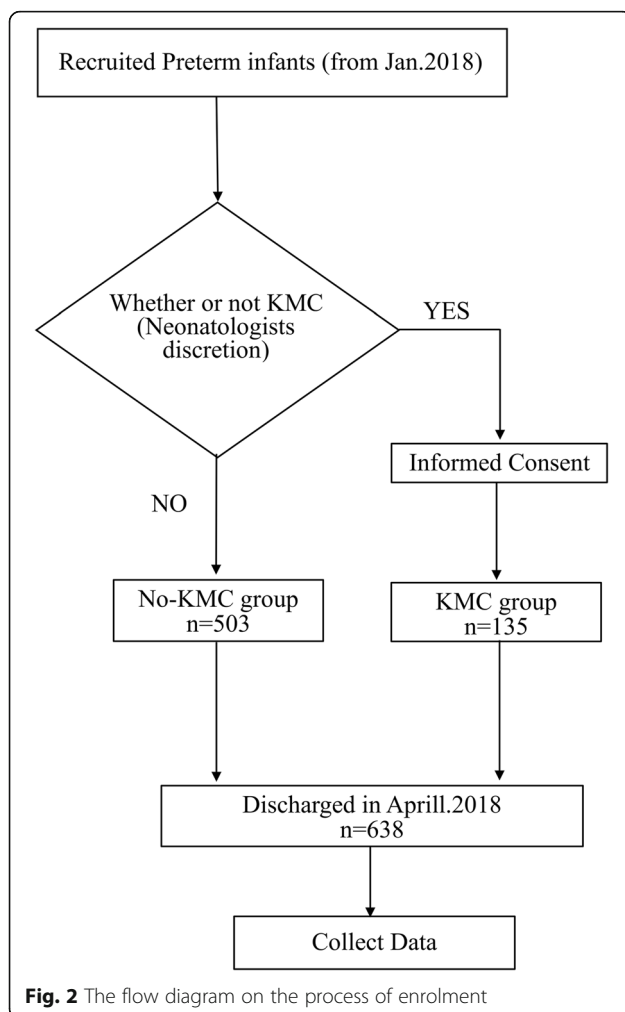 Recruited Preterm infants (from Jan.2018)
Whether or not KMC
(Neonatologists
discretion)
YES
Informed Consent
NO
No-KMC group
n=503
KMC group
n=135
Discharged in Aprill.2018
n=638
Collect Data
Fig. 2 The flow diagram on the process of enrolment